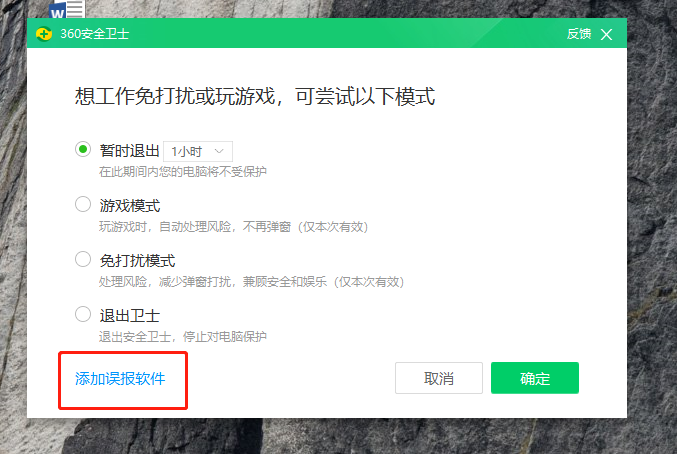 W
360安全卫士
反馈
想工作免打扰或玩游戏，可尝试以下模式
暂时退出 1小时
在此期间内您的电脑将不受保护
游戏模式
玩游戏时，自动处理风险，不再弹窗（仅本次有效）
免打扰模式
处理风险，减少弹窗打扰，兼顾安全和娱乐（仅本次有效）
退出卫士
退出安全卫士，停止对电脑保护
添加误报软件
取消
确定